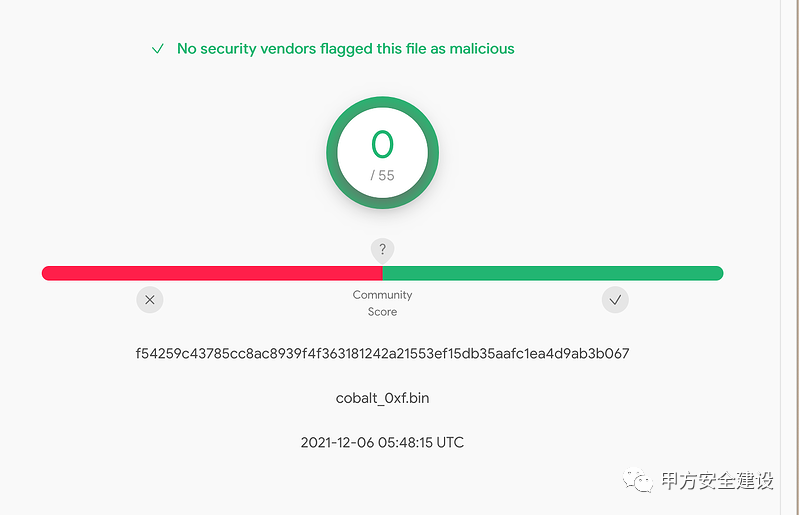 No security vendors flagged this file as malicious
0
/ 55
?
Community
Score
f54259c43785cc8ac8939f4f363181242a21553ef15db35aafc1ea4d9ab3b067
cobalt_0xf.bin
2021-12-06 05:48:15 UTC
甲方安全建设